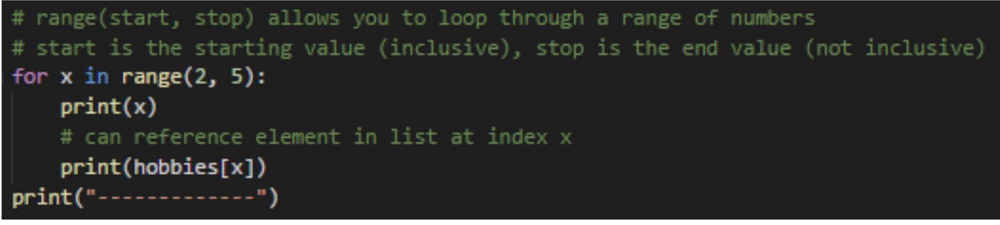 # range(start, stop) allows you to loop through a range of numbers
# start is the starting value (inclusive), stop is the end value (not inclusive)
for x in range(2, 5):
    print(x)
    # can reference element in list at index x
    print(hobbies[x])
print("-------------")